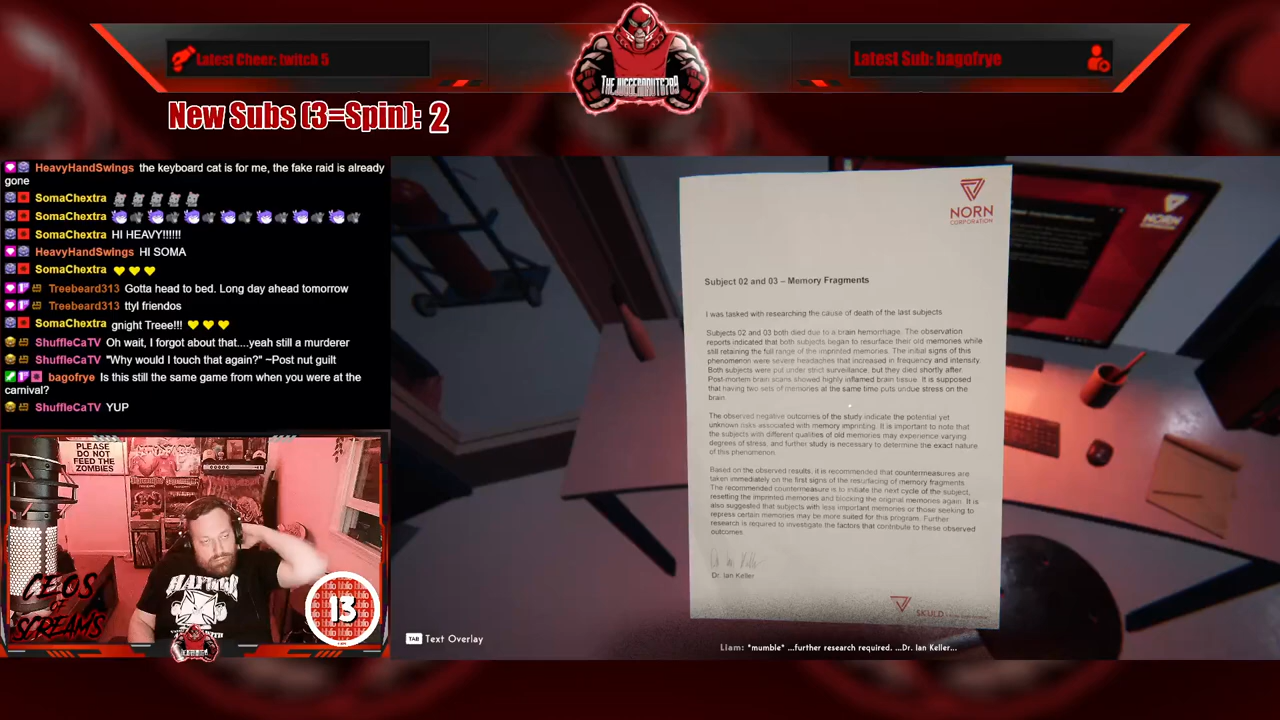 Latest Cheer: twitch 5
THEJUGGERNAUT6789
Latest Sub: bagofrye
New Subs (3=Spin): 2
HeavyHandSwings the keyboard cat is for me, the fake raid is already
gone
SomaChextra
SomaChextra
SomaChextra HI HEAVY!!!!!!
HeavyHandSwings HI SOMA
SomaChextra
Treebeard313 Gotta head to bed. Long day ahead tomorrow
Treebeard313 ttyl friendos
SomaChextra gnight Treee!!!
ShuffleCaTV Oh wait, I forgot about that....yeah still a murderer
ShuffleCaTV "Why would I touch that again?" ~Post nut guilt
bagofrye Is this still the same game from when you were at the
carnival?
ShuffleCaTV YUP
PLEASE
DO NOT
FEED THE
ZOMBIES
CEOS
OF
SCREAMS
13
NORN
CORPORATION
NORN
Subject 02 and 03 – Memory Fragments
I was tasked with researching the cause of death of the last subjects
Subjects 02 and 03 both died due to a brain hemorrhage. The observation
reports indicated that both subjects began to resurface their old memories while
still retaining the full range of the imprinted memories. The initial signs of this
phenomenon were severe headaches that increased in frequency and intensity.
Both subjects were put under strict surveillance, but they died shortly after.
Post-mortem brain scans showed highly inflamed brain tissue. It is supposed
that having two sets of memories at the same time puts undue stress on the
brain.
The observed negative outcomes of the study indicate the potential yet
unknown risks associated with memory imprinting. It is important to note that
the subjects with different qualities of old memories may experience varying
degrees of stress, and further study is necessary to determine the exact nature
of this phenomenon.
Based on the observed results, it is recommended that countermeasures are
taken immediately on the first signs of the resurfacing of memory fragments.
The recommended countermeasure is to initiate the next cycle of the subject,
resetting the imprinted memories and blocking the original memories again. It is
also suggested that subjects with less important memories or those seeking to
repress certain memories may be more suited for this program. Further
research is required to investigate the factors that contribute to these observed
outcomes.
Dr. Ian Keller
SKULD
TAB Text Overlay
Liam: *mumble* ...further research required. ...Dr. Ian Keller...